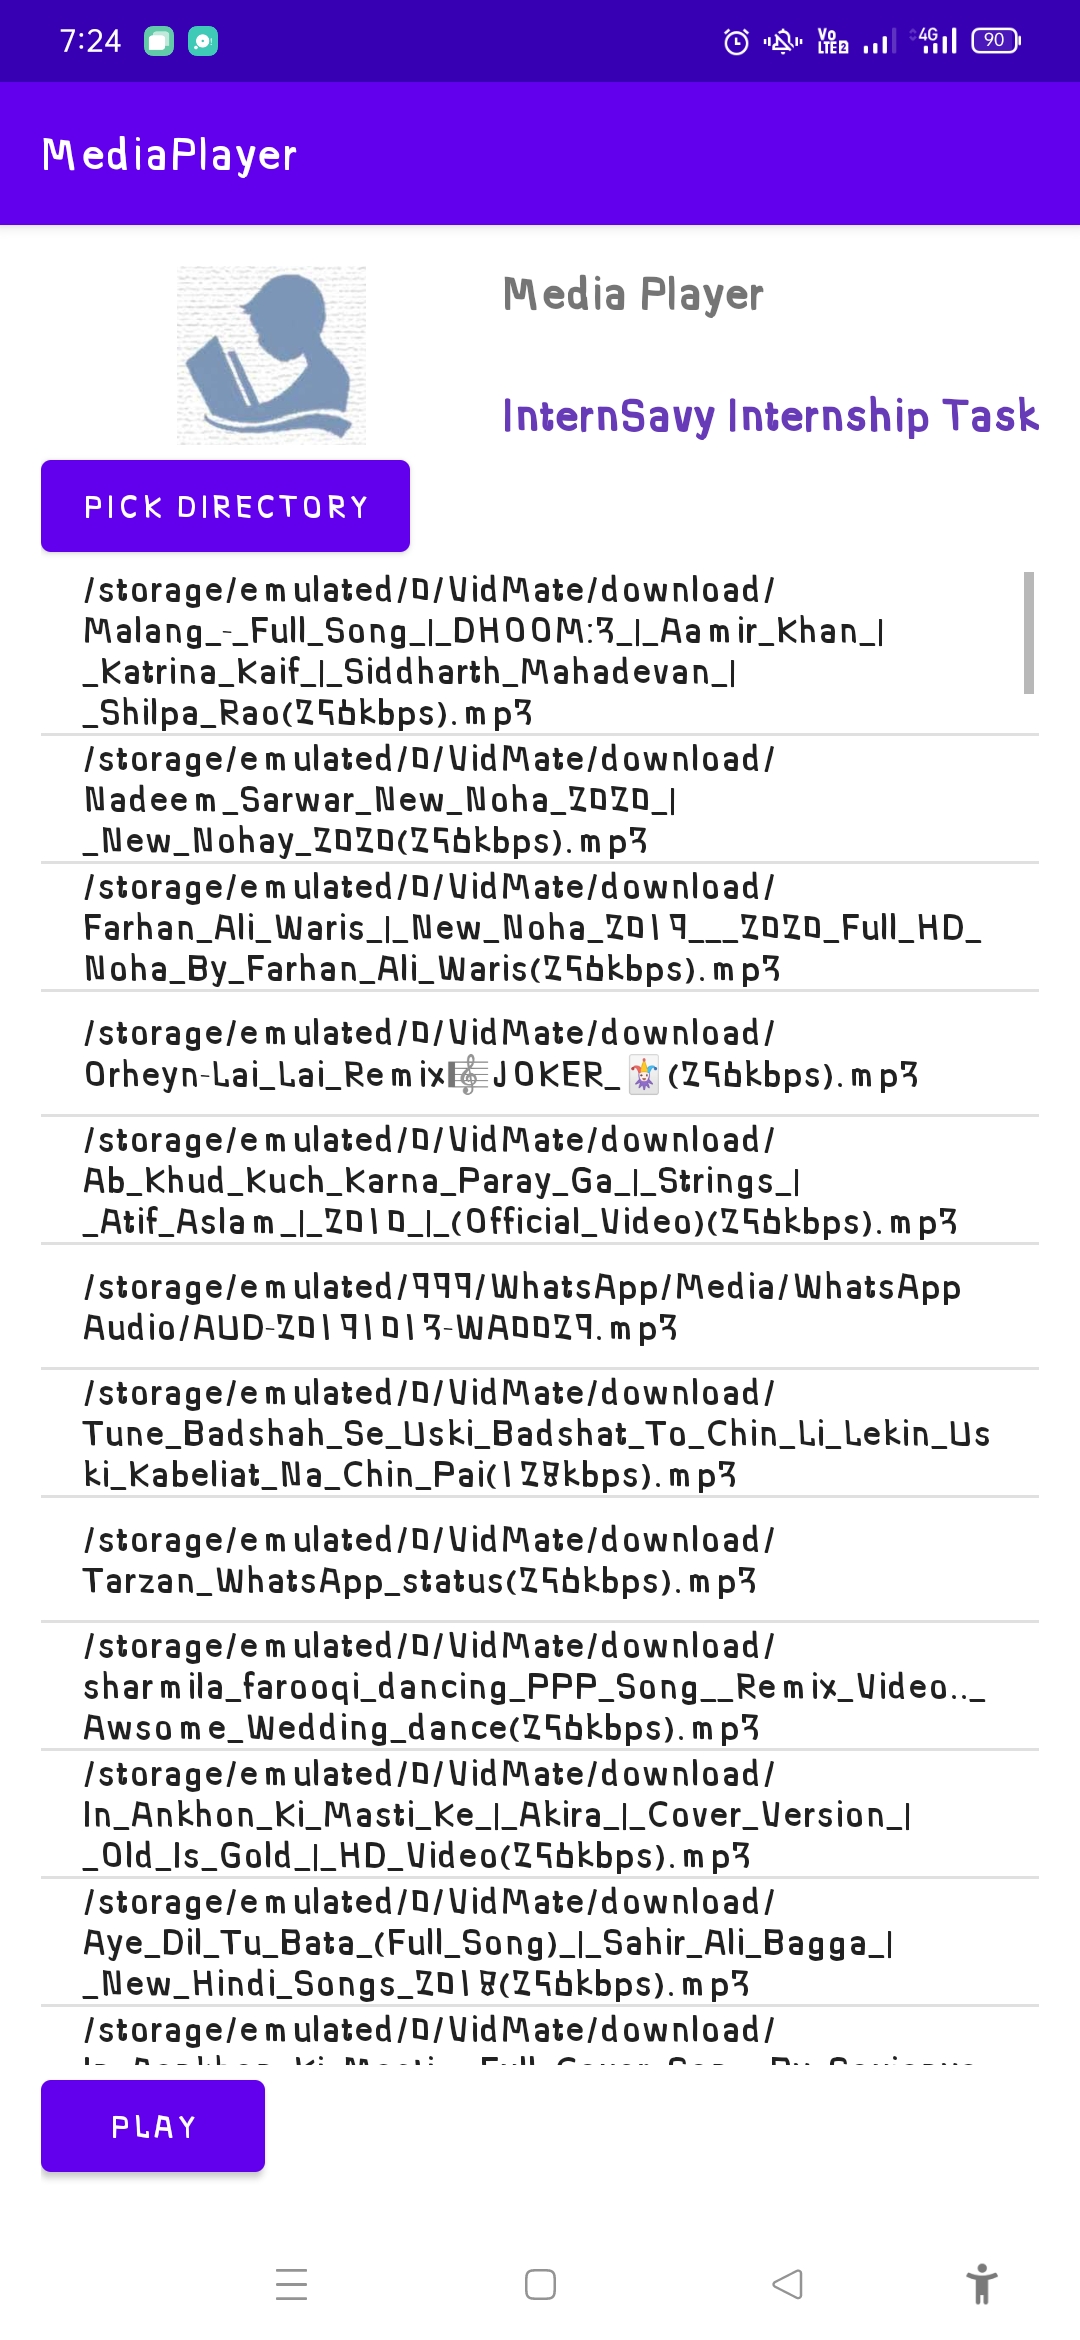 7:24
Vo
LTE2
4G
90
MediaPlayer
Media Player
InternSavy Internship Task
PICK DIRECTORY
/storage/emulated/0/VidMate/download/
Malang_-_Full_Song_|_DHOOM:3_|_Aamir_Khan_|
_Katrina_Kaif_|_Siddharth_Mahadevan_|
_Shilpa_Rao(256kbps).mp3
/storage/emulated/0/VidMate/download/
Nadeem_Sarwar_New_Noha_2020_|
_New_Nohay_2020(256kbps).mp3
/storage/emulated/0/VidMate/download/
Farhan_Ali_Waris_|_New_Noha_2019___2020_Full_HD_
Noha_By_Farhan_Ali_Waris(256kbps).mp3
/storage/emulated/0/VidMate/download/
Orheyn-Lai_Lai_Remix🎼JOKER_🃏(256kbps).mp3
/storage/emulated/0/VidMate/download/
Ab_Khud_Kuch_Karna_Paray_Ga_|_Strings_|
_Atif_Aslam_|_2010_|_(Official_Video)(256kbps).mp3
/storage/emulated/999/WhatsApp/Media/WhatsApp
Audio/AUD-20191013-WA0029.mp3
/storage/emulated/0/VidMate/download/
Tune_Badshah_Se_Uski_Badshat_To_Chin_Li_Lekin_Us
ki_Kabeliat_Na_Chin_Pai(128kbps).mp3
/storage/emulated/0/VidMate/download/
Tarzan_WhatsApp_status(256kbps).mp3
/storage/emulated/0/VidMate/download/
sharmila_farooqi_dancing_PPP_Song__Remix_Video.._
Awsome_Wedding_dance(256kbps).mp3
/storage/emulated/0/VidMate/download/
In_Ankhon_Ki_Masti_Ke_|_Akira_|_Cover_Version_|
_Old_Is_Gold_|_HD_Video(256kbps).mp3
/storage/emulated/0/VidMate/download/
Aye_Dil_Tu_Bata_(Full_Song)_|_Sahir_Ali_Bagga_|
_New_Hindi_Songs_2018(256kbps).mp3
/storage/emulated/0/VidMate/download/
PLAY